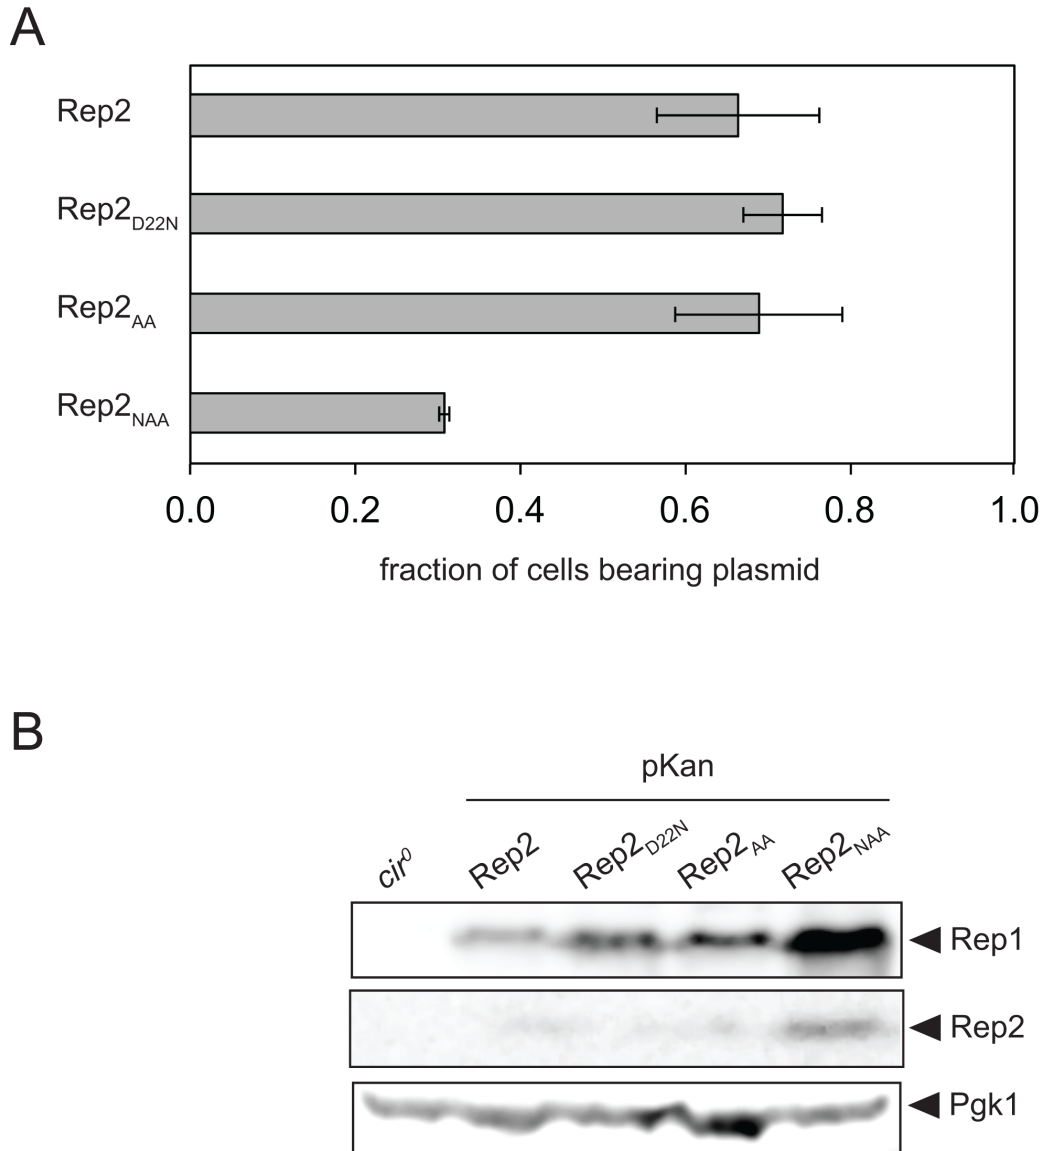 A
Rep2
Rep2D22N
Rep2AA
Rep2NAA
0.0 0.2 0.4 0.6 0.8 1.0
fraction of cells bearing plasmid
B
pKan
cir0 Rep2 Rep2D22N Rep2AA Rep2NAA
Rep1
Rep2
Pgk1